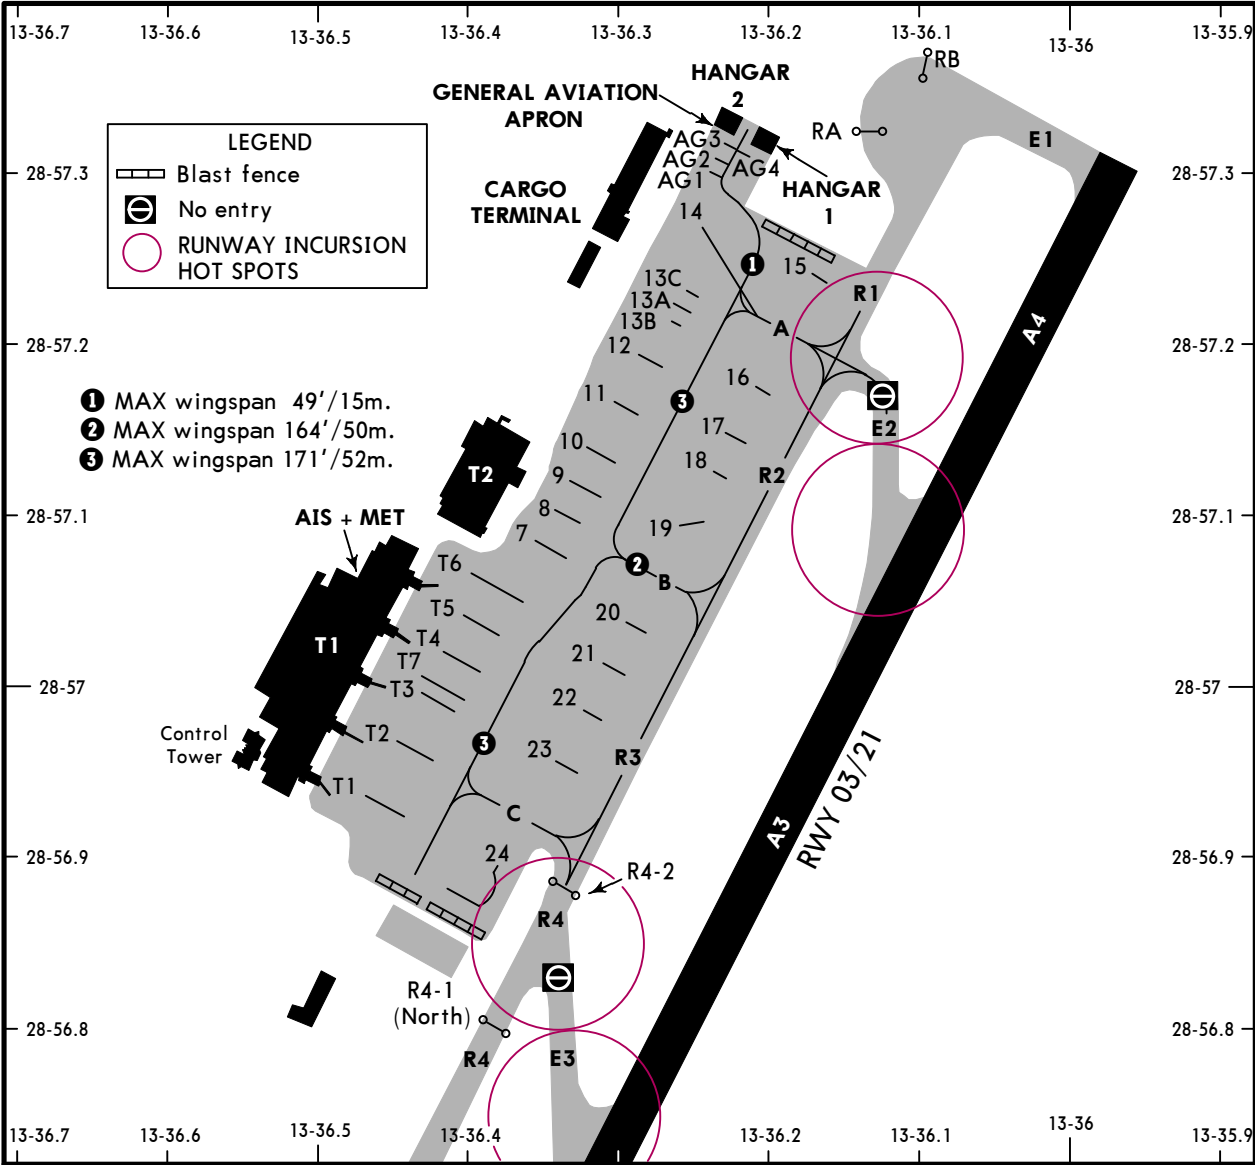 13-36.7
13-36.6
13-36.5
13-36.4
13-36.3
13-36.2
13-36.1
13-36
13-35.9
RB
HANGAR
2
GENERAL AVIATION
APRON
RA
E1
LEGEND
Blast fence
No entry
RUNWAY INCURSION
HOT SPOTS
AG3
AG2
AG1
AG4
HANGAR
1
28-57.3
28-57.3
CARGO
TERMINAL
14
1
15
13C
13A
13B
R1
A
A4
28-57.2
28-57.2
12
16
11
3
1 MAX wingspan 49'/15m.
2 MAX wingspan 164'/50m.
3 MAX wingspan 171'/52m.
E2
17
10
18
R2
T2
9
8
7
19
28-57.1
28-57.1
AIS + MET
T6
2
B
T5
20
T4
T1
T7
21
T3
28-57
28-57
22
Control
Tower
T2
3
23
R3
T1
C
A3
RWY 03/21
28-56.9
28-56.9
24
R4-2
R4
R4-1
(North)
28-56.8
28-56.8
R4
E3
13-36.7
13-36.6
13-36.5
13-36.4
13-36.2
13-36.1
13-36
13-35.9